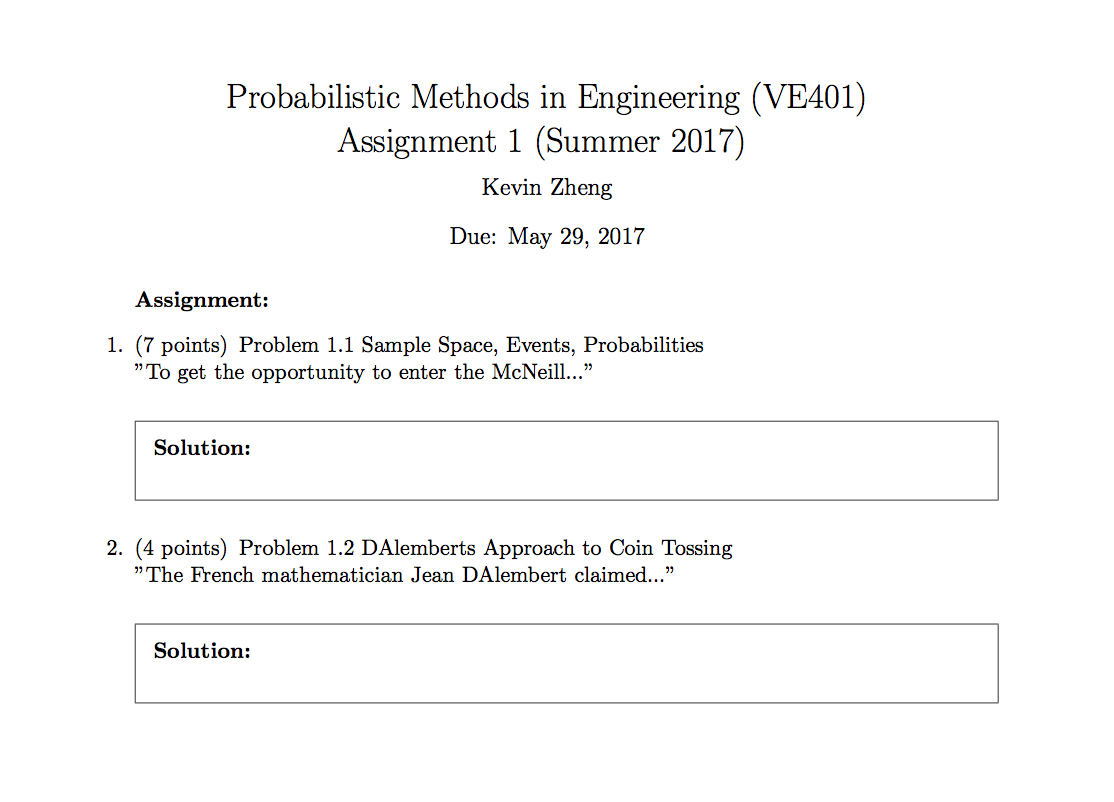 Probabilistic Methods in Engineering (VE401)
Assignment 1 (Summer 2017)
Kevin Zheng
Due: May 29, 2017
Assignment:
1. (7 points) Problem 1.1 Sample Space, Events, Probabilities
”To get the opportunity to enter the McNeill...”
Solution:
2. (4 points) Problem 1.2 DAlemberts Approach to Coin Tossing
”The French mathematician Jean DAlembert claimed...”
Solution: